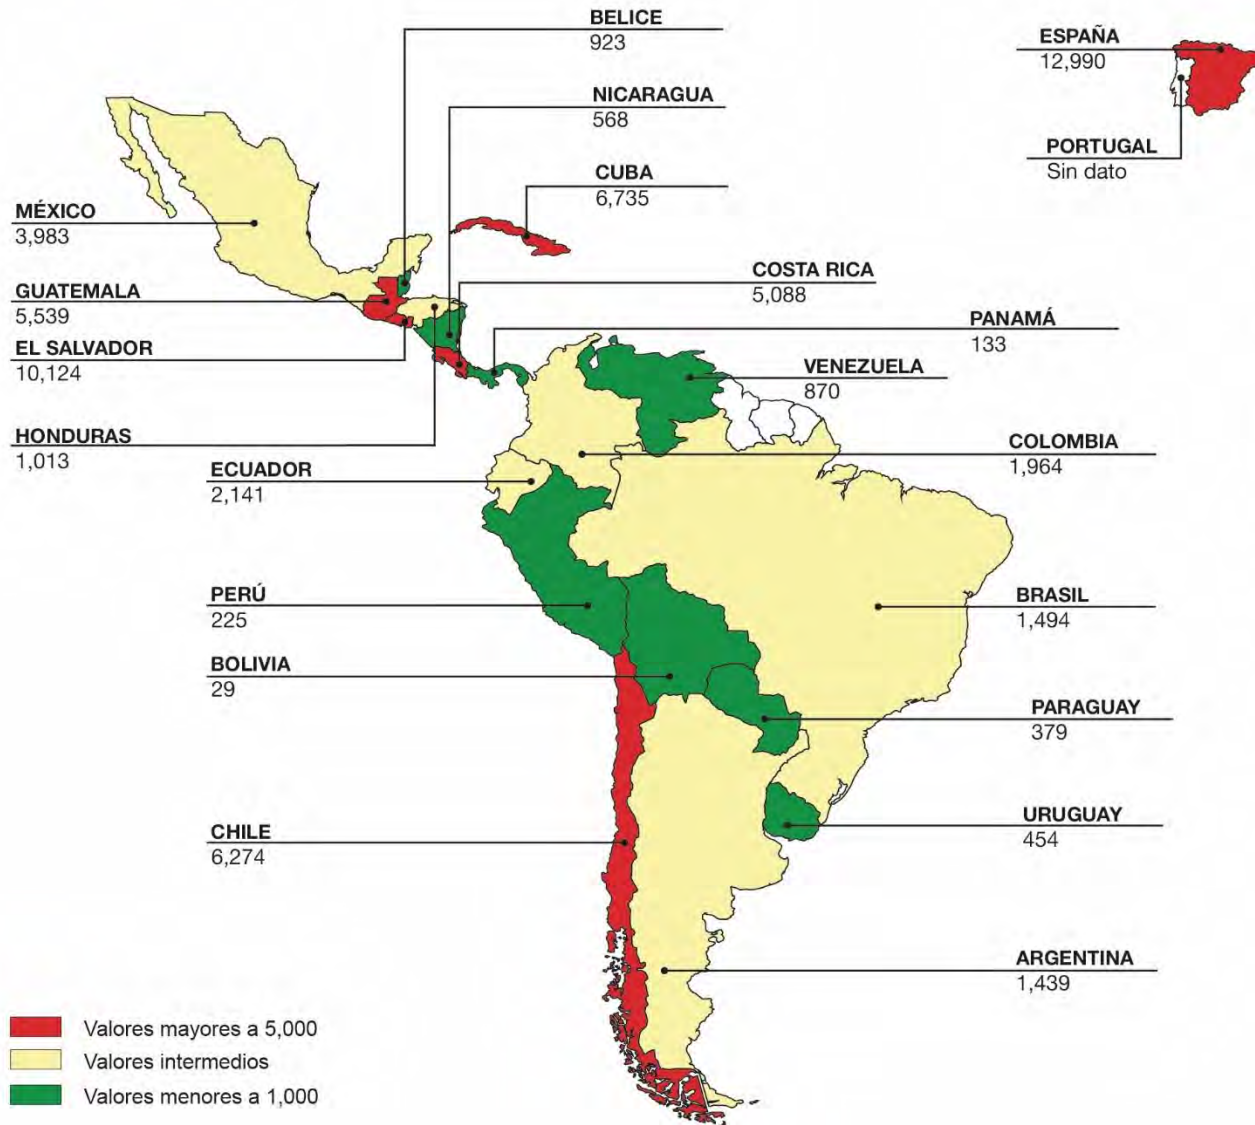 BELICE
923
ESPAÑA
12,990
NICARAGUA
568
PORTUGAL
Sin dato
CUBA
6,735
MÉXICO
3,983
COSTA RICA
5,088
GUATEMALA
5,539
PANAMÁ
133
EL SALVADOR
10,124
VENEZUELA
870
HONDURAS
1,013
COLOMBIA
1,964
ECUADOR
2,141
PERÚ
225
BRASIL
1,494
BOLIVIA
29
PARAGUAY
379
CHILE
6,274
URUGUAY
454
ARGENTINA
1,439
Valores mayores a 5,000
Valores intermedios
Valores menores a 1,000